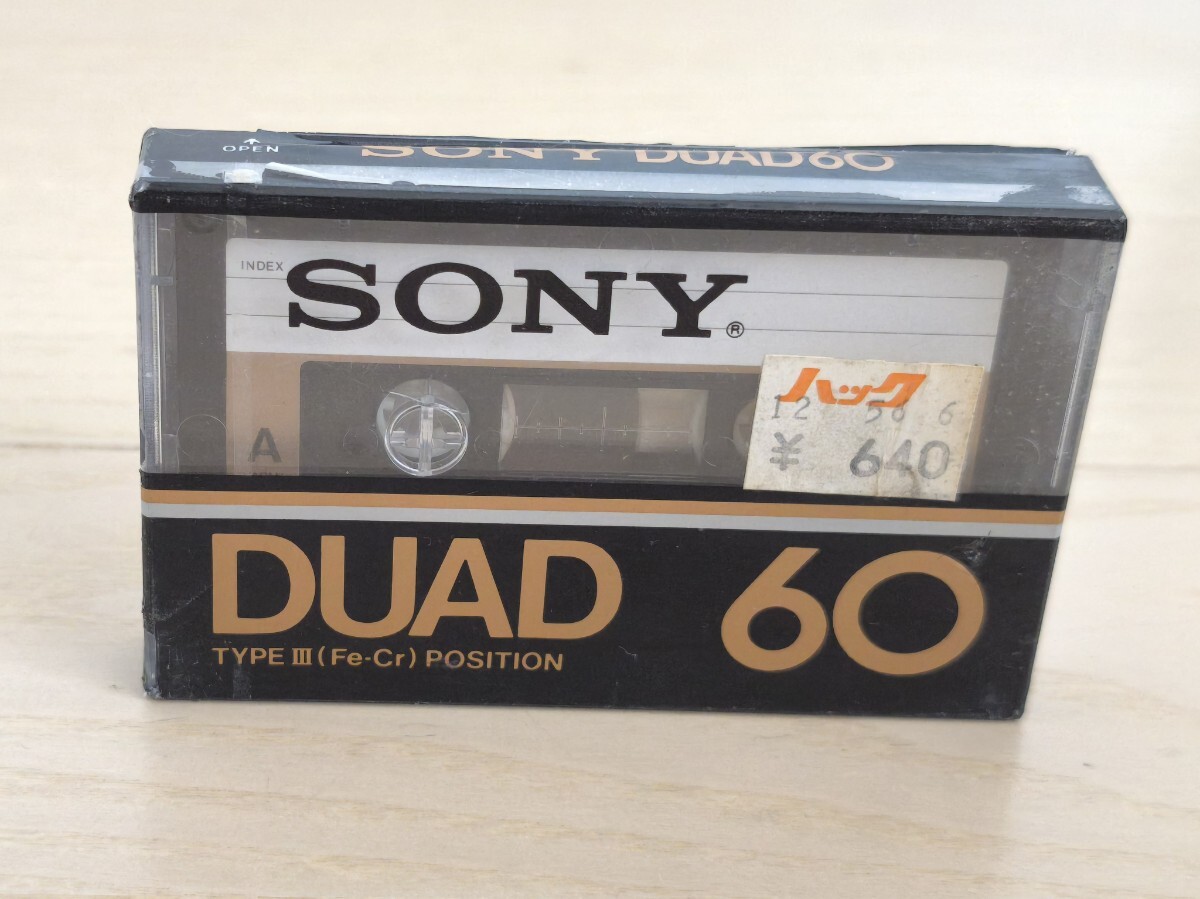 OPEN
SONY DUAD60
INDEX
SONY®
A
ハック
12 58 6
¥ 640
DUAD 60
TYPE III (Fe-Cr) POSITION